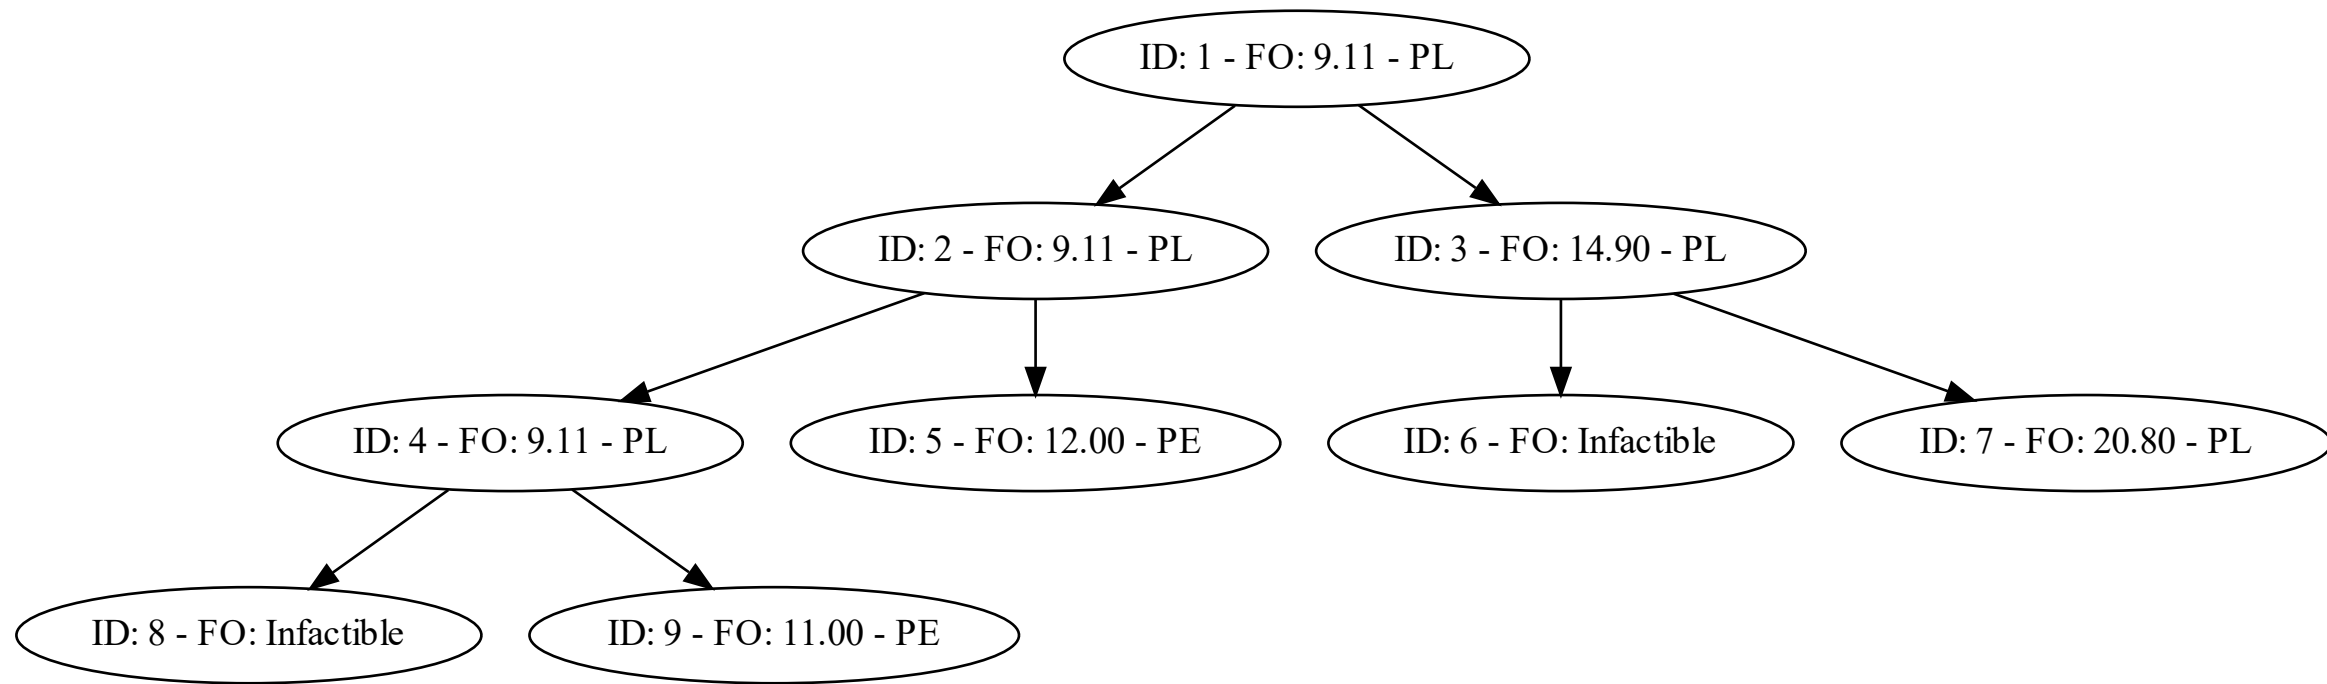 ID: 1 - FO: 9.11 - PL
ID: 2 - FO: 9.11 - PL
ID: 3 - FO: 14.90 - PL
ID: 4 - FO: 9.11 - PL
ID: 5 - FO: 12.00 - PE
ID: 6 - FO: Infactible
ID: 7 - FO: 20.80 - PL
ID: 8 - FO: Infactible
ID: 9 - FO: 11.00 - PE